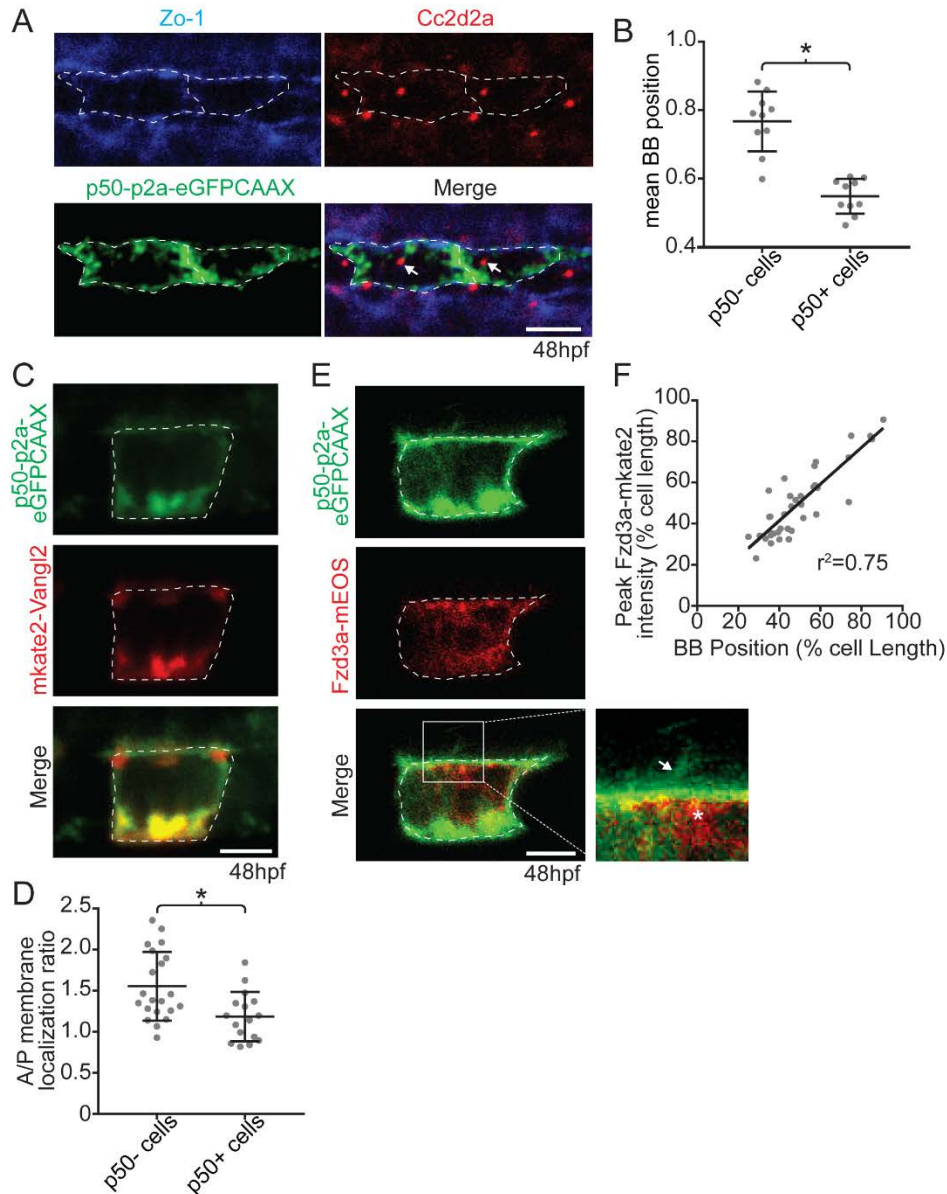 A
Zo-1
Cc2d2a
p50-p2a-eGFPCAAX
Merge
48hpf
B
mean BB position
1.0
0.8
0.6
0.4
*
p50- cells
p50+ cells
C
p50-p2a-
eGFPCAAX
mkate2-Vangl2
Merge
48hpf
E
p50-p2a-
eGFPCAAX
Fzd3a-mEOS
Merge
*
48hpf
F
Peak Fzd3a-mkate2
intensity (% cell length)
100
80
60
40
20
0
r²=0.75
0 20 40 60 80 100
BB Position (% cell Length)
D
A/P membrane
localization ratio
2.5
2.0
1.5
1.0
0.5
0
*
p50- cells
p50+ cells